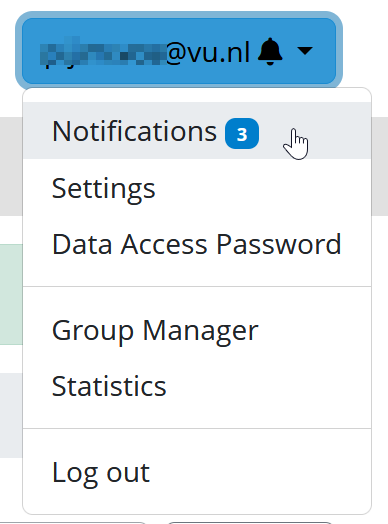 @vu.nl
Notifications 3
Settings
Data Access Password
Group Manager
Statistics
Log out